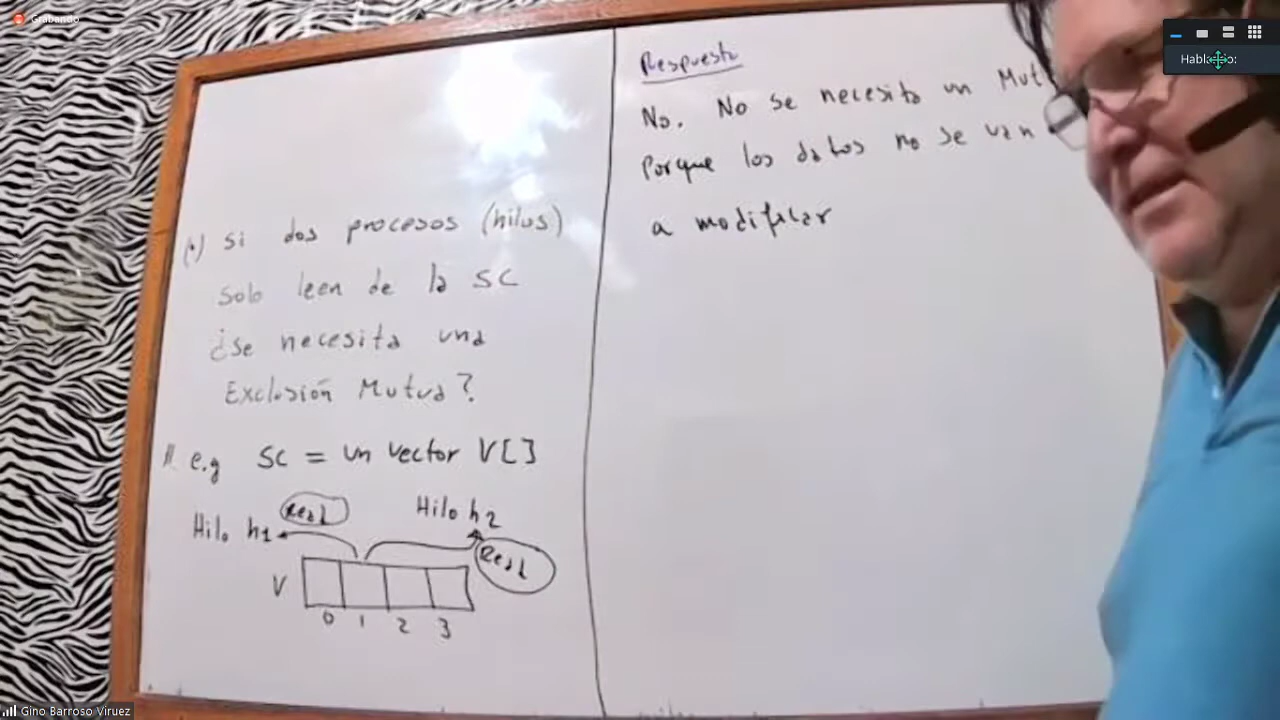 Grabando
(*) Si dos procesos (hilos)
Solo leen de la SC
¿Se necesita una
Exclusión Mutua?
// e.g SC = un vector V[]
Hilo h1 Read
Hilo h2
Read
V
0 1 2 3
Respuesta
No. No se necesita un Mut
Porque los datos no se van
a modificar
Gino Barroso Viruez